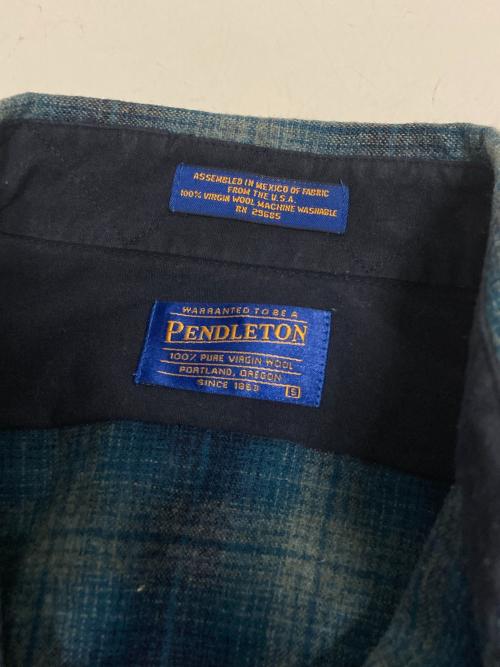 ASSEMBLED IN MEXICO OF FABRIC
FROM THE U.S.A.
100% VIRGIN WOOL MACHINE WASHABLE
RN 29685
WARRANTED TO BE A
PENDLETON
100% PURE VIRGIN WOOL
PORTLAND, OREGON
SINCE 1863
S